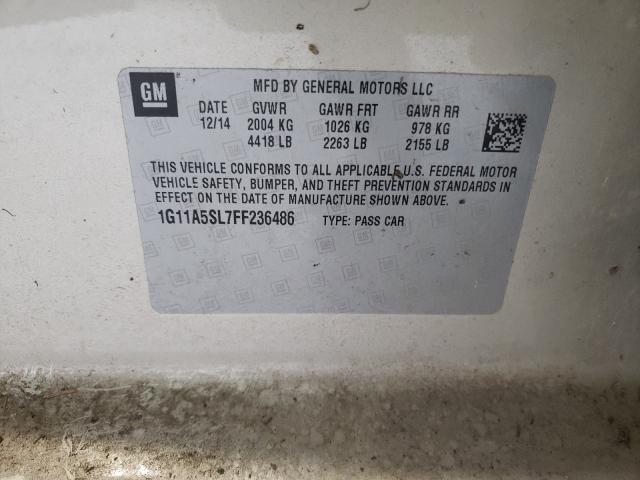 GM
MFD BY GENERAL MOTORS LLC
DATE GVWR GAWR FRT GAWR RR
12/14 2004 KG 1026 KG 978 KG
4418 LB 2263 LB 2155 LB
THIS VEHICLE CONFORMS TO ALL APPLICABLE U.S. FEDERAL MOTOR
VEHICLE SAFETY, BUMPER, AND THEFT PREVENTION STANDARDS IN
EFFECT ON THE DATE OF MANUFACTURE SHOWN ABOVE.
1G11A5SL7FF236486 TYPE: PASS CAR